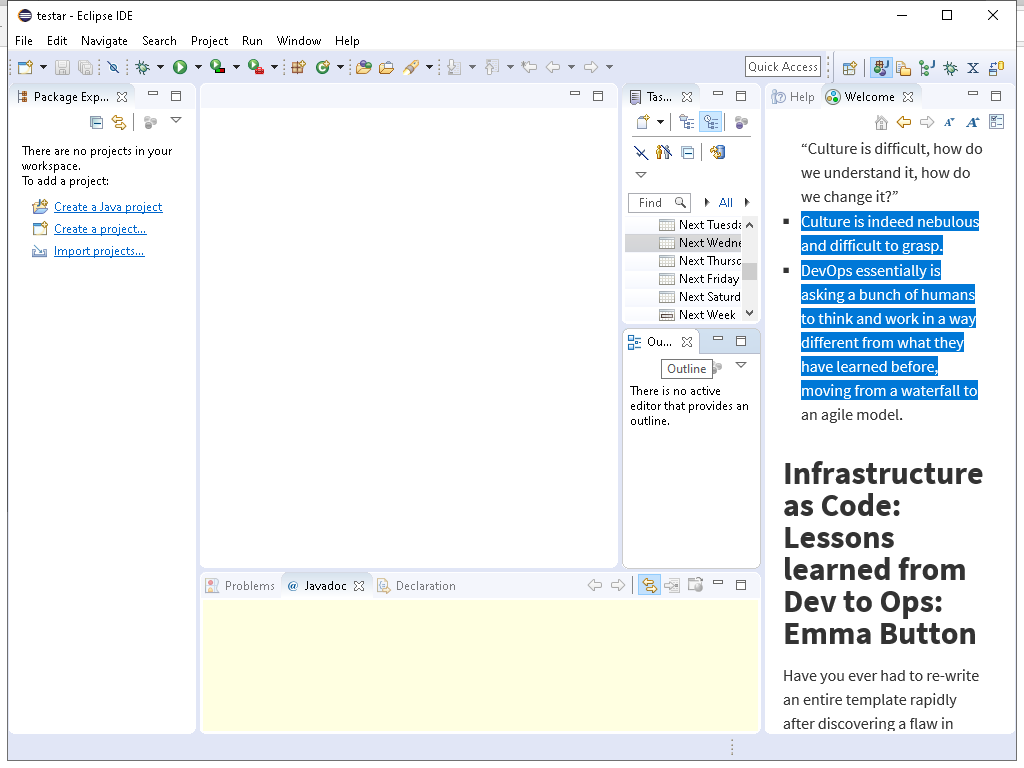 testar - Eclipse IDE
File Edit Navigate Search Project Run Window Help
Quick Access
Package Exp...
There are no projects in your
workspace.
To add a project:
Create a Java project
Create a project...
Import projects...
Tas...
Find
All
Next Tuesda
Next Wedne
Next Thursd
Next Friday
Next Saturd
Next Week
Ou...
Outline
There is no active
editor that provides an
outline.
Problems @ Javadoc Declaration
Help Welcome
“Culture is difficult, how do
we understand it, how do
we change it?”
▪ Culture is indeed nebulous
and difficult to grasp.
▪ DevOps essentially is
asking a bunch of humans
to think and work in a way
different from what they
have learned before,
moving from a waterfall to
an agile model.
Infrastructure
as Code:
Lessons
learned from
Dev to Ops:
Emma Button
Have you ever had to re-write
an entire template rapidly
after discovering a flaw in